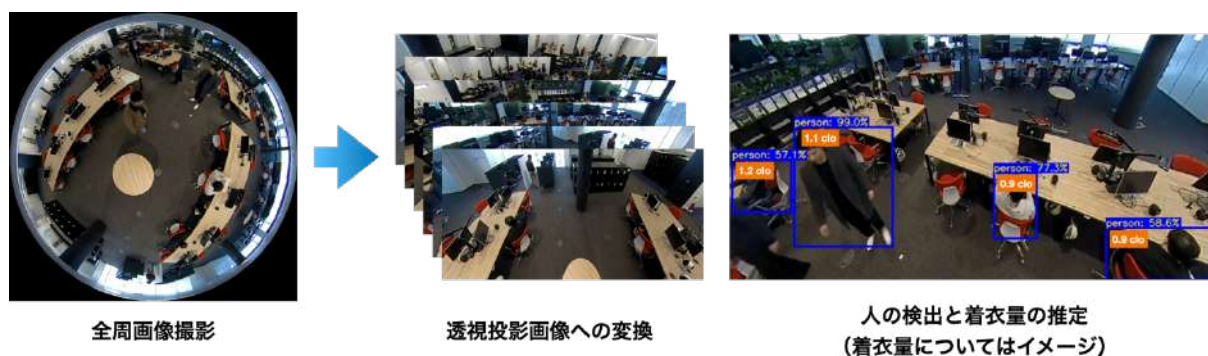 person: 99.0%
1.1 clo
person: 57.1%
1.2 clo
person: 77.3%
0.9 clo
person: 58.6%
0.9 clo
全周画像撮影
透視投影画像への変換
人の検出と着衣量の推定
(着衣量についてはイメージ)